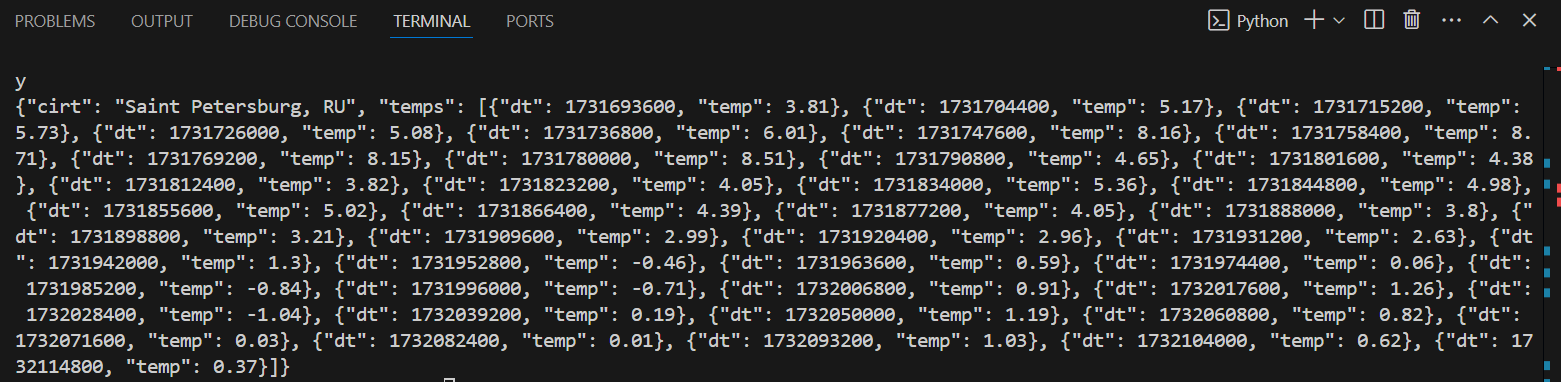 PROBLEMS OUTPUT DEBUG CONSOLE TERMINAL PORTS Python
y
{"cirt": "Saint Petersburg, RU", "temps": [{"dt": 1731693600, "temp": 3.81}, {"dt": 1731704400, "temp": 5.17}, {"dt": 1731715200, "temp":
5.73}, {"dt": 1731726000, "temp": 5.08}, {"dt": 1731736800, "temp": 6.01}, {"dt": 1731747600, "temp": 8.16}, {"dt": 1731758400, "temp": 8.
71}, {"dt": 1731769200, "temp": 8.15}, {"dt": 1731780000, "temp": 8.51}, {"dt": 1731790800, "temp": 4.65}, {"dt": 1731801600, "temp": 4.38
}, {"dt": 1731812400, "temp": 3.82}, {"dt": 1731823200, "temp": 4.05}, {"dt": 1731834000, "temp": 5.36}, {"dt": 1731844800, "temp": 4.98},
{"dt": 1731855600, "temp": 5.02}, {"dt": 1731866400, "temp": 4.39}, {"dt": 1731877200, "temp": 4.05}, {"dt": 1731888000, "temp": 3.8}, {"
dt": 1731898800, "temp": 3.21}, {"dt": 1731909600, "temp": 2.99}, {"dt": 1731920400, "temp": 2.96}, {"dt": 1731931200, "temp": 2.63}, {"dt
": 1731942000, "temp": 1.3}, {"dt": 1731952800, "temp": -0.46}, {"dt": 1731963600, "temp": 0.59}, {"dt": 1731974400, "temp": 0.06}, {"dt":
1731985200, "temp": -0.84}, {"dt": 1731996000, "temp": -0.71}, {"dt": 1732006800, "temp": 0.91}, {"dt": 1732017600, "temp": 1.26}, {"dt":
1732028400, "temp": -1.04}, {"dt": 1732039200, "temp": 0.19}, {"dt": 1732050000, "temp": 1.19}, {"dt": 1732060800, "temp": 0.82}, {"dt":
1732071600, "temp": 0.03}, {"dt": 1732082400, "temp": 0.01}, {"dt": 1732093200, "temp": 1.03}, {"dt": 1732104000, "temp": 0.62}, {"dt": 17
32114800, "temp": 0.37}]}